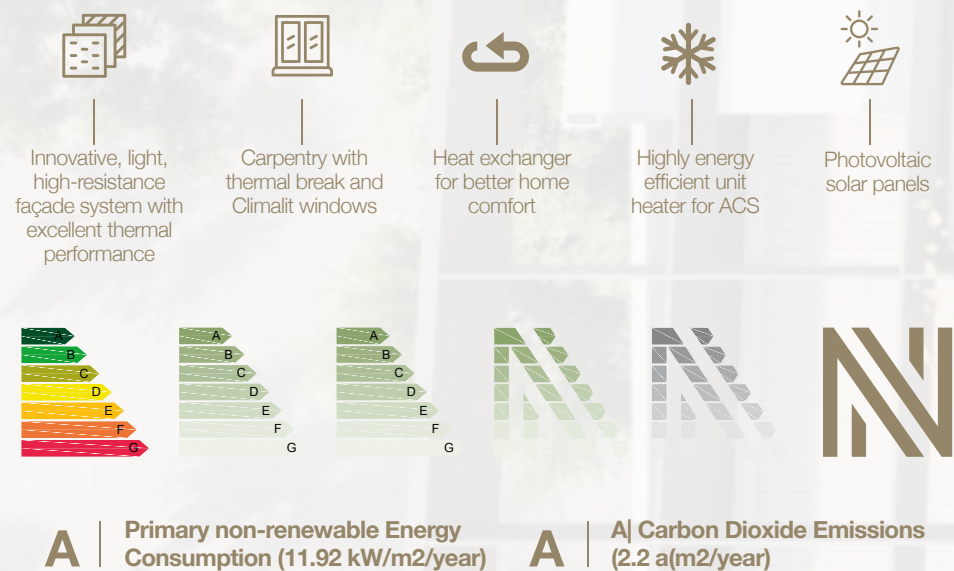 Innovative, light,
high-resistance
façade system with
excellent thermal
performance
Carpentry with
thermal break and
Climalit windows
Heat exchanger
for better home
comfort
Highly energy
efficient unit
heater for ACS
Photovoltaic
solar panels
A
B
C
D
E
F
G
A
B
C
D
E
F
G
A
B
C
D
E
F
G
A
Primary non-renewable Energy
Consumption (11.92 kW/m2/year)
A
A| Carbon Dioxide Emissions
(2.2 a(m2/year)